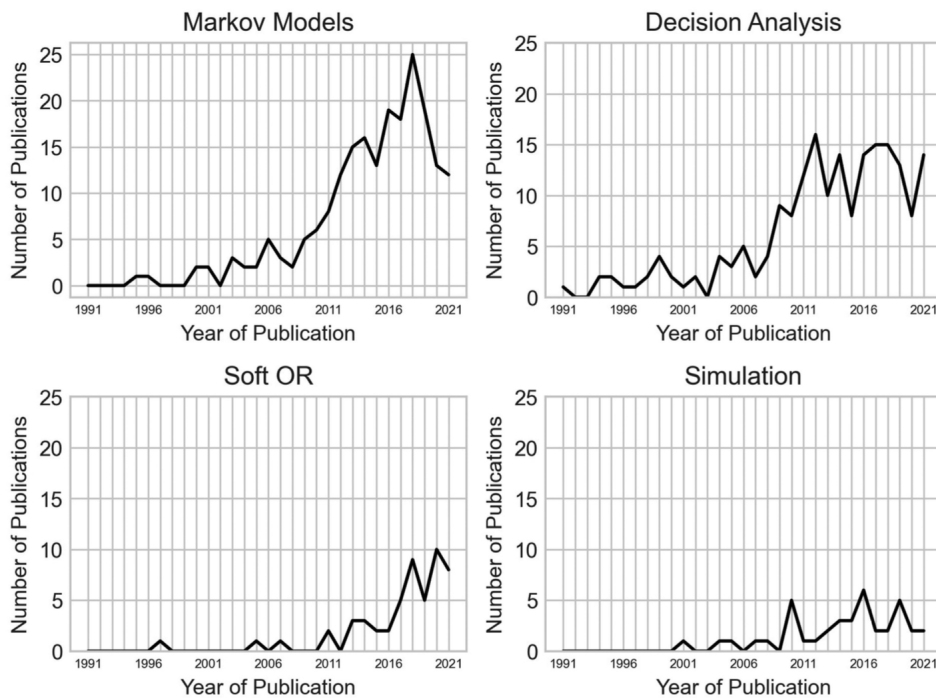 Markov Models
Number of Publications
25
20
15
10
5
0
1991 1996 2001 2006 2011 2016 2021
Year of Publication
Decision Analysis
Number of Publications
25
20
15
10
5
0
1991 1996 2001 2006 2011 2016 2021
Year of Publication
Soft OR
Number of Publications
25
20
15
10
5
0
1991 1996 2001 2006 2011 2016 2021
Year of Publication
Simulation
Number of Publications
25
20
15
10
5
0
1991 1996 2001 2006 2011 2016 2021
Year of Publication